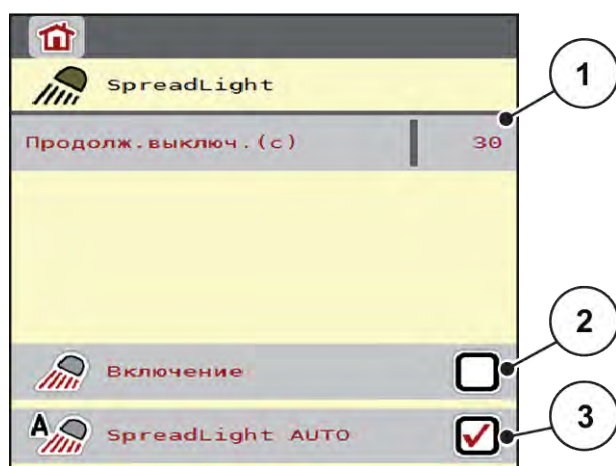 SpreadLight
1
Продолж.выключ.(с) 30
Включение
2
A
SpreadLight AUTO
3